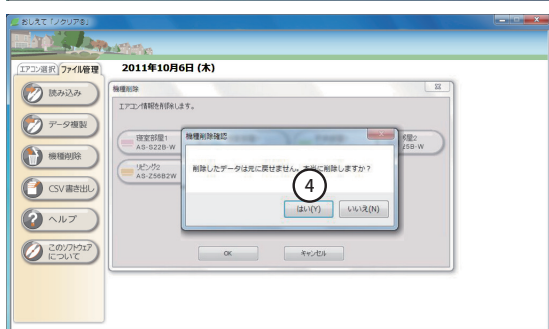 おしえて「ノクリアる」
エアコン選択 ファイル管理 2011年10月6日 (木)
読み込み
データ複製
機種削除
CSV書き出し
ヘルプ
このソフトウェア
について
機種削除
エアコン情報を削除します。
寝室部屋1
AS-B22B-W
屋2
Z5B-W
リビング2
AS-Z56B2W
機種削除確認
削除したデータは元に戻せません。本当に削除しますか?
4
はい(Y) いいえ(N)
OK キャンセル